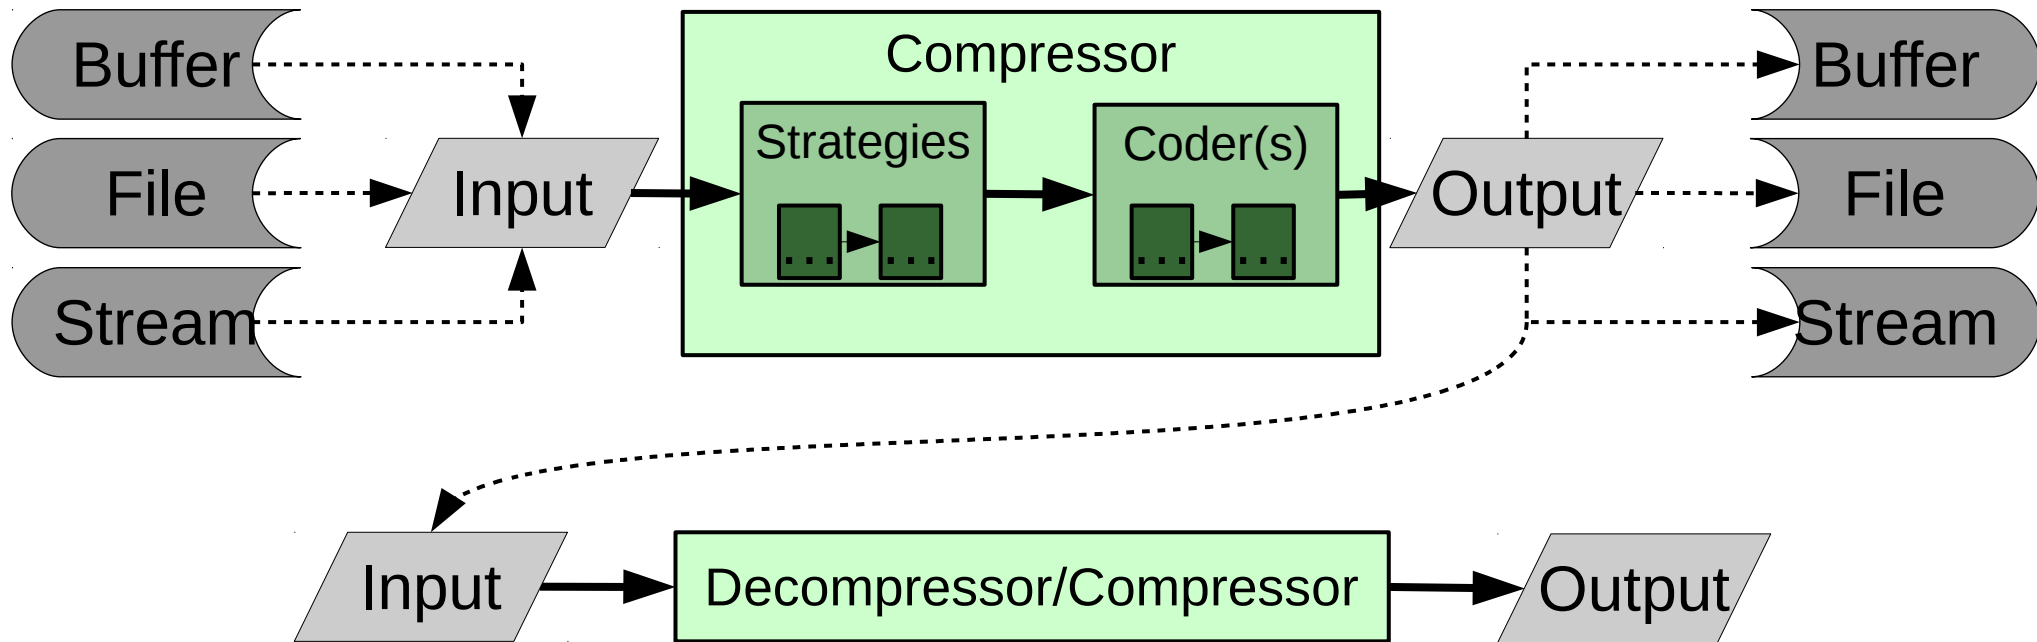 Buffer
File
Stream
Input
Compressor
Strategies
... ...
Coder(s)
... ...
Output
Buffer
File
Stream
Input
Decompressor/Compressor
Output